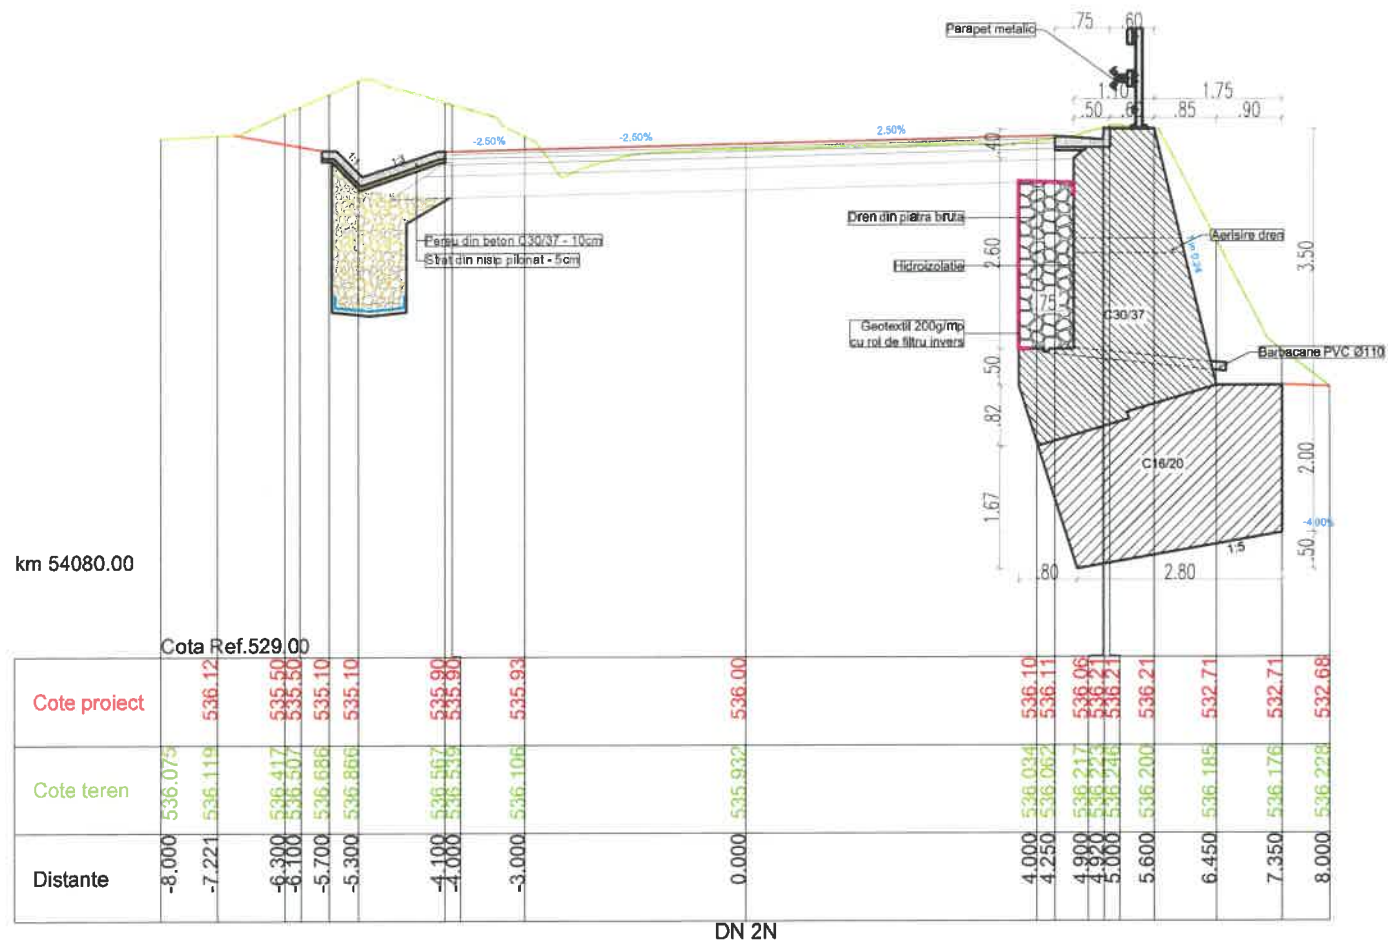 .75 .60
Parapet metalic
1.10 1.75
.50 .60 .85 .90
-2.50% -2.50% 2.50%
.40
1:1 1:3
Dren din piatra bruta
Pereu din beton C30/37 - 10cm
Strat din nisip pilonat - 5cm
Aerisire dren
2.60
3.50
Hidroizolatie
.75
C30/37
Geotextil 200g/mp
cu rol de filtru invers
Barbacane PVC Ø110
.50
.82
C16/20
2.00
1.67
-4.00%
1:5
.50
km 54080.00
.80 2.80
Cota Ref.529.00
Cote proiect 536.12 535.50 535.50 535.10 535.10 535.90 535.90 535.93 536.00 536.10 536.11 536.06 536.21 536.21 536.21 532.71 532.71 532.68
Cote teren 536.075 536.119 536.417 536.507 536.686 536.866 536.567 536.539 536.106 535.932 536.034 536.062 536.217 536.223 536.246 536.200 536.185 536.176 536.228
Distante -8.000 -7.221 -6.300 -6.100 -5.700 -5.300 -4.100 -4.000 -3.000 0.000 4.000 4.250 4.900 4.920 5.000 5.600 6.450 7.350 8.000
DN 2N